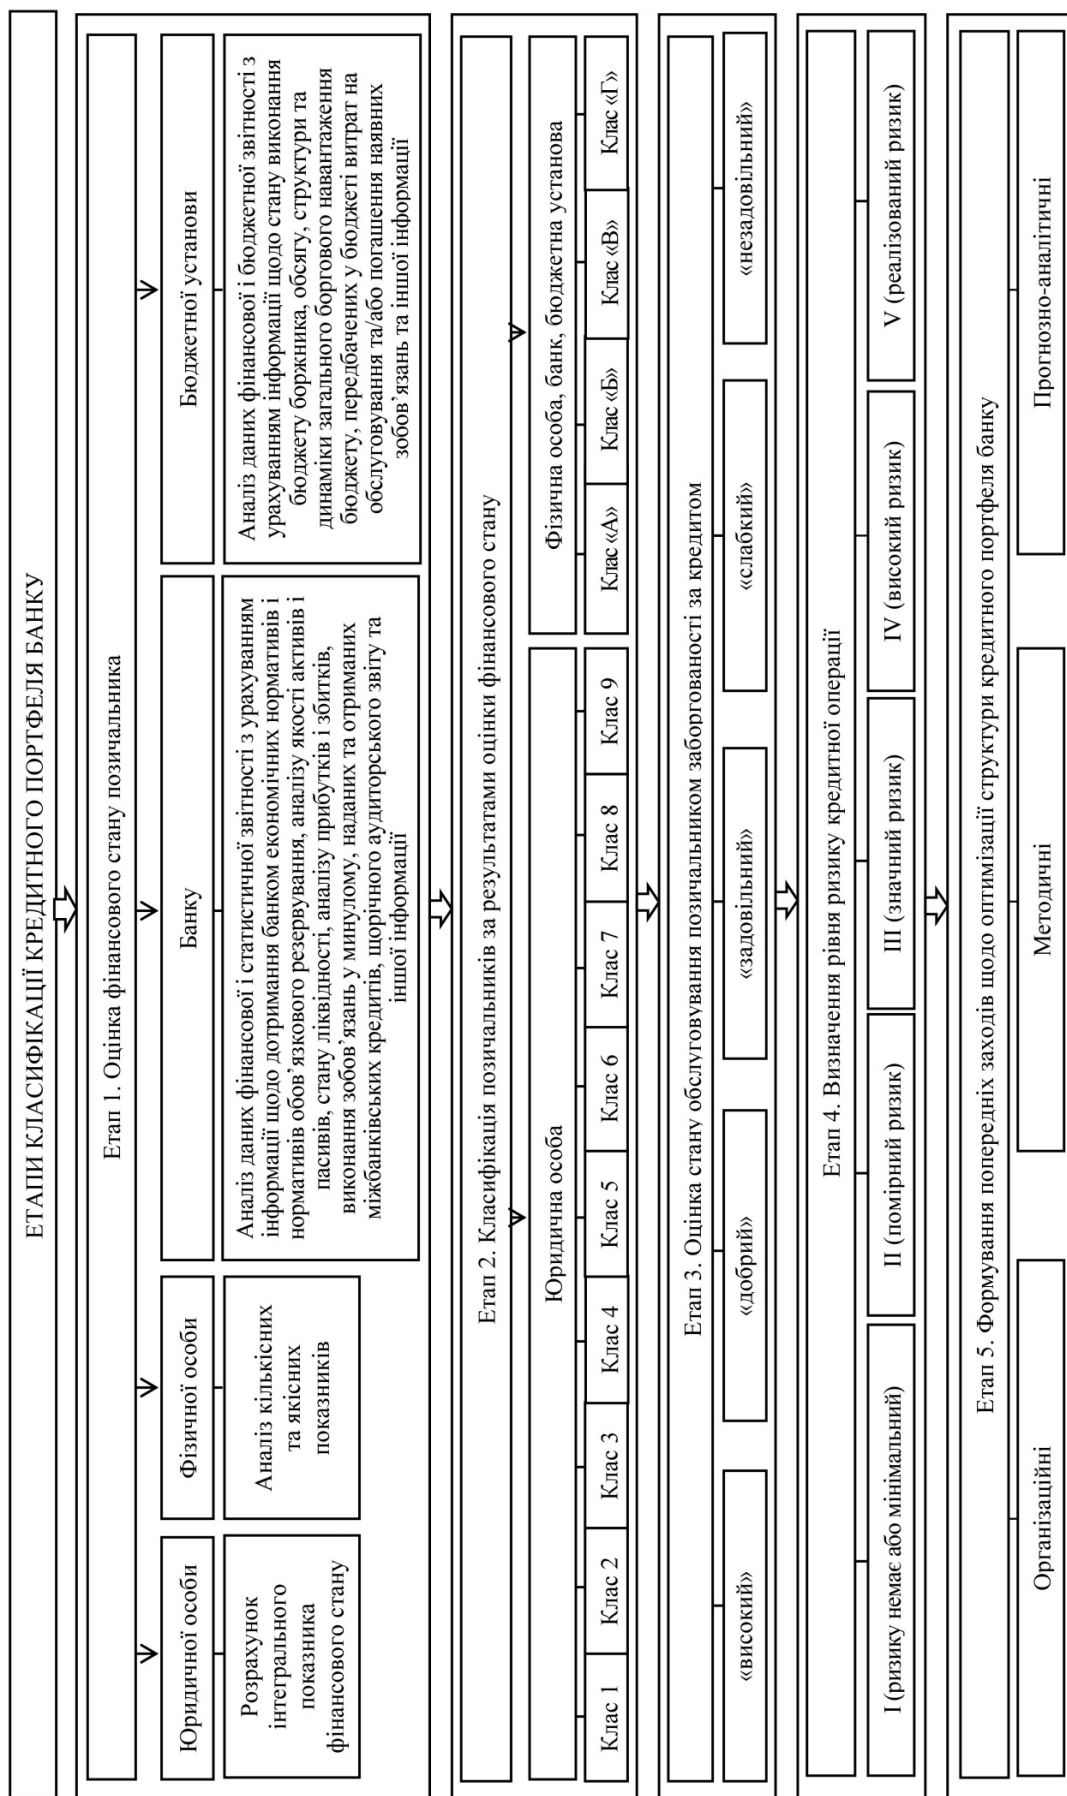 ЕТАПИ КЛАСИФІКАЦІЇ КРЕДИТНОГО ПОРТФЕЛЯ БАНКУ
Етап 1. Оцінка фінансового стану позичальника
Юридичної особи
Фізичної особи
Банку
Бюджетної установи
Розрахунок
інтегрального
показника
фінансового стану
Аналіз кількісних
та якісних
показників
Аналіз даних фінансової і статистичної звітності з урахуванням
інформації щодо дотримання банком економічних нормативів і
нормативів обов’язкового резервування, аналізу якості активів і
пасивів, стану ліквідності, аналізу прибутків і збитків,
виконання зобов’язань у минулому, наданих та отриманих
міжбанківських кредитів, щорічного аудиторського звіту та
іншої інформації
Аналіз даних фінансової і бюджетної звітності з
урахуванням інформації щодо стану виконання
бюджету боржника, обсягу, структури та
динаміки загального боргового навантаження
бюджету, передбачених у бюджеті витрат на
обслуговування та/або погашення наявних
зобов’язань та іншої інформації
Етап 2. Класифікація позичальників за результатами оцінки фінансового стану
Юридична особа
Фізична особа, банк, бюджетна установа
Клас 1
Клас 2
Клас 3
Клас 4
Клас 5
Клас 6
Клас 7
Клас 8
Клас 9
Клас «А»
Клас «Б»
Клас «В»
Клас «Г»
Етап 3. Оцінка стану обслуговування позичальником заборгованості за кредитом
«високий»
«добрий»
«задовільний»
«слабкий»
«незадовільний»
Етап 4. Визначення рівня ризику кредитної операції
I (ризику немає або мінімальний)
II (помірний ризик)
III (значний ризик)
IV (високий ризик)
V (реалізований ризик)
Етап 5. Формування попередніх заходів щодо оптимізації структури кредитного портфеля банку
Організаційні
Методичні
Прогнозно-аналітичні